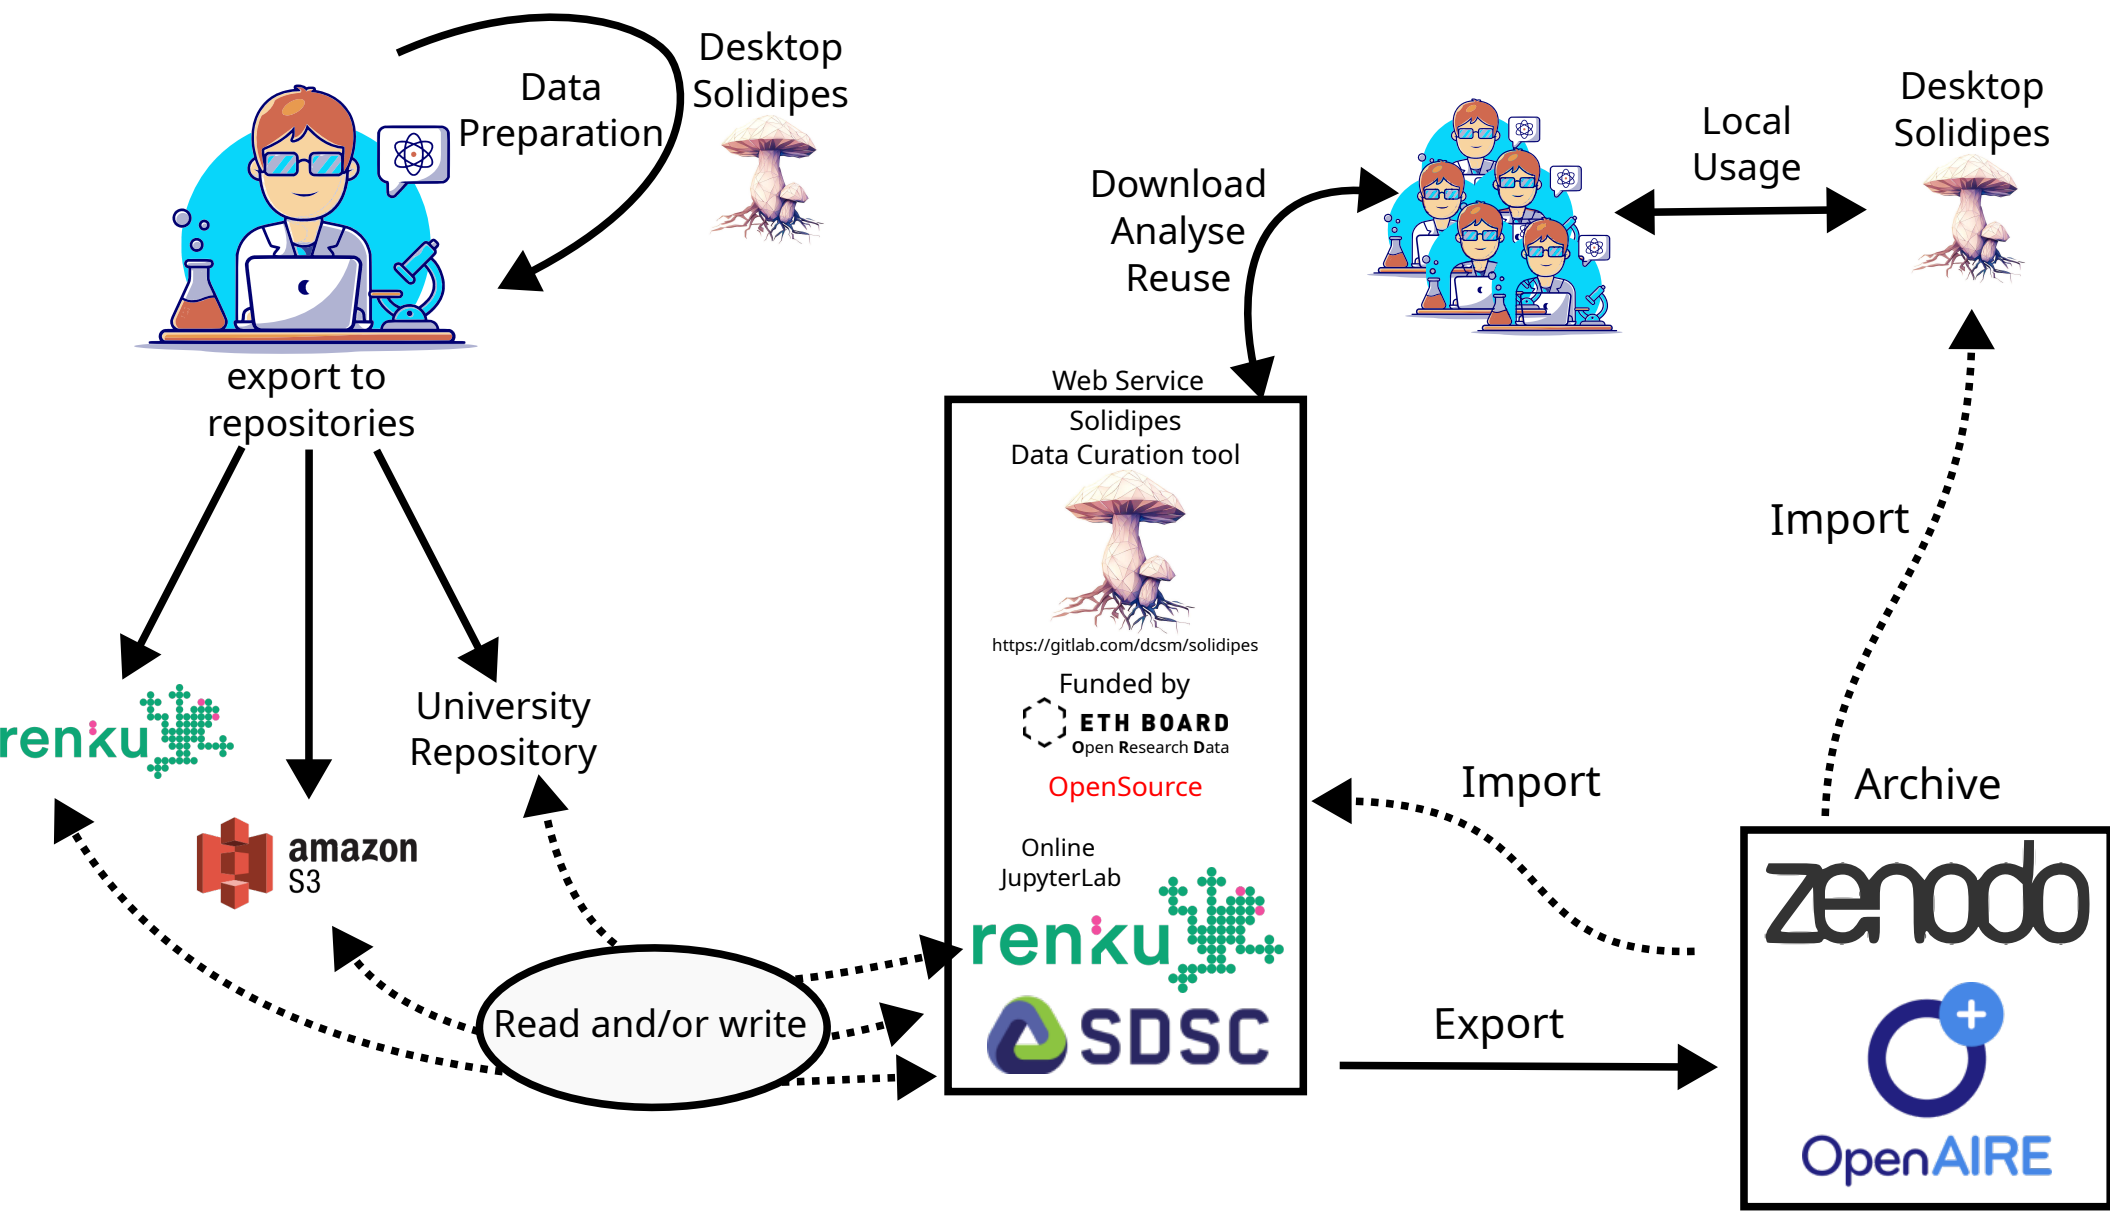 Data
Preparation
Desktop
Solidipes
export to
repositories
renku
amazon
S3
University
Repository
Read and/or write
Download
Analyse
Reuse
Local
Usage
Desktop
Solidipes
Web Service
Solidipes
Data Curation tool
https://gitlab.com/dcsm/solidipes
Funded by
ETH BOARD
Open Research Data
OpenSource
Online
JupyterLab
renku
SDSC
Import
Export
Import
Archive
zenodo
OpenAIRE